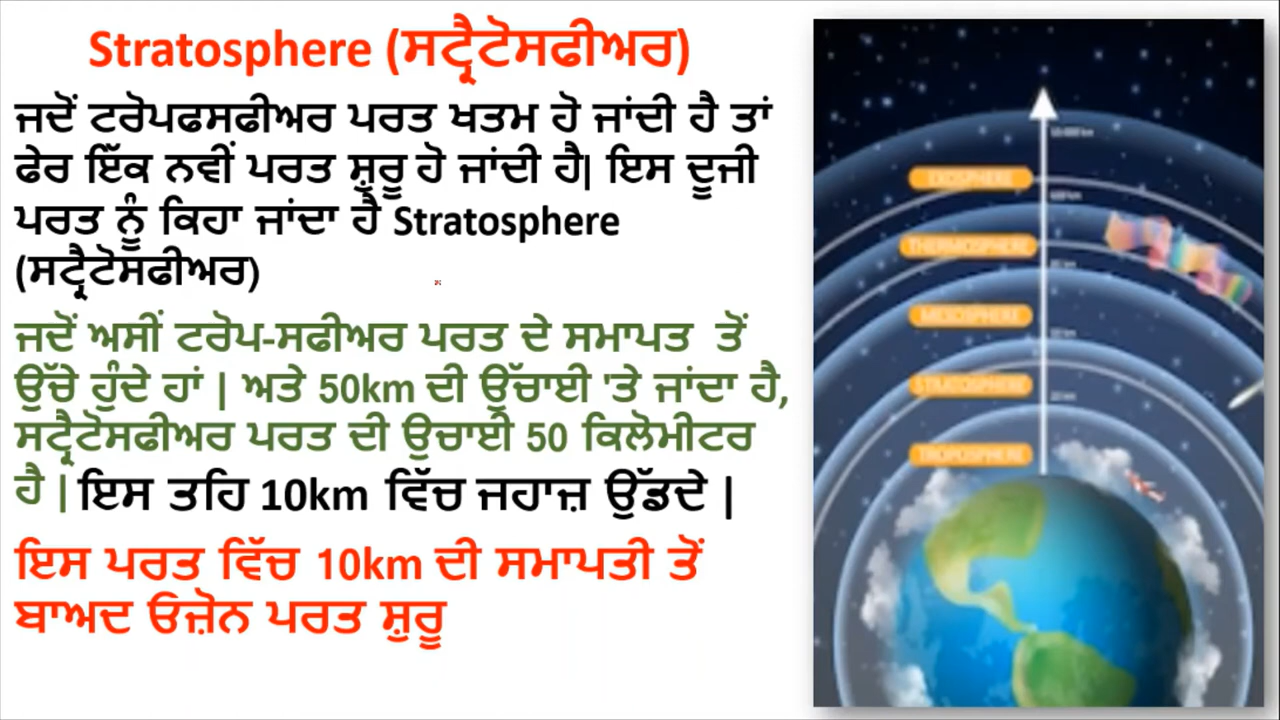 Stratosphere (ਸਟ੍ਰੈਟੋਸਫੀਅਰ)
ਜਦੋਂ ਟਰੋਪਫਸਫੀਅਰ ਪਰਤ ਖਤਮ ਹੋ ਜਾਂਦੀ ਹੈ ਤਾਂ
ਫੇਰ ਇੱਕ ਨਵੀਂ ਪਰਤ ਸ਼ੁਰੂ ਹੋ ਜਾਂਦੀ ਹੈ| ਇਸ ਦੂਜੀ
ਪਰਤ ਨੂੰ ਕਿਹਾ ਜਾਂਦਾ ਹੈ Stratosphere
(ਸਟ੍ਰੈਟੋਸਫੀਅਰ)
ਜਦੋਂ ਅਸੀਂ ਟਰੋਪ-ਸਫੀਅਰ ਪਰਤ ਦੇ ਸਮਾਪਤ ਤੋਂ
ਉੱਚੇ ਹੁੰਦੇ ਹਾਂ | ਅਤੇ 50km ਦੀ ਉੱਚਾਈ 'ਤੇ ਜਾਂਦਾ ਹੈ,
ਸਟ੍ਰੈਟੋਸਫੀਅਰ ਪਰਤ ਦੀ ਉਚਾਈ 50 ਕਿਲੋਮੀਟਰ
ਹੈ | ਇਸ ਤਹਿ 10km ਵਿੱਚ ਜਹਾਜ਼ ਉੱਡਦੇ |
ਇਸ ਪਰਤ ਵਿੱਚ 10km ਦੀ ਸਮਾਪਤੀ ਤੋਂ
ਬਾਅਦ ਓਜ਼ੋਨ ਪਰਤ ਸ਼ੁਰੂ
EXOSPHERE
THERMOSPHERE
MESOSPHERE
STRATOSPHERE
TROPOSPHERE